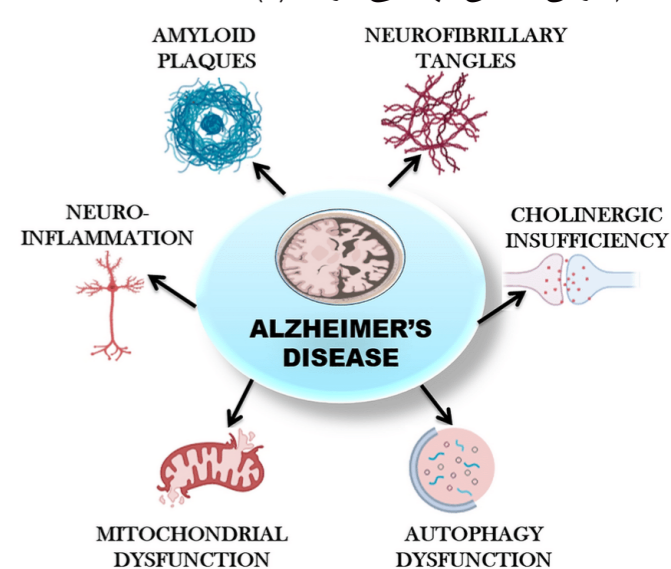 AMYLOID
PLAQUES
NEUROFIBRILLARY
TANGLES
NEURO-
INFLAMMATION
CHOLINERGIC
INSUFFICIENCY
ALZHEIMER'S
DISEASE
MITOCHONDRIAL
DYSFUNCTION
AUTOPHAGY
DYSFUNCTION